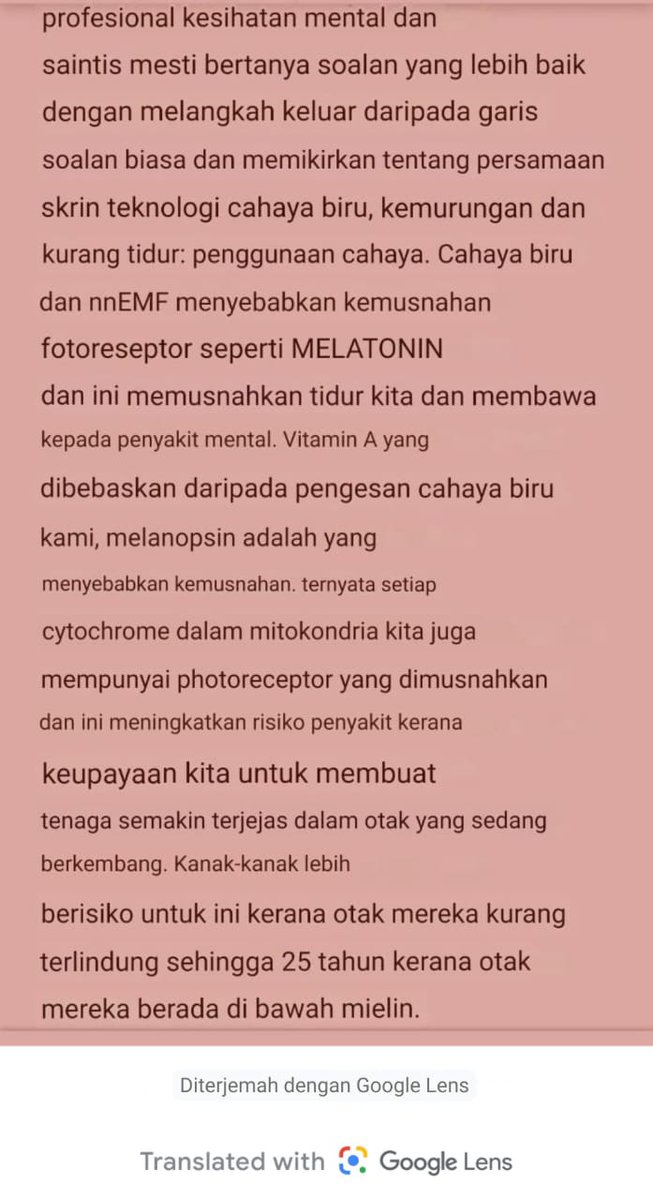 profesional kesihatan mental dan
saintis mesti bertanya soalan yang lebih baik
dengan melangkah keluar daripada garis
soalan biasa dan memikirkan tentang persamaan
skrin teknologi cahaya biru, kemurungan dan
kurang tidur: penggunaan cahaya. Cahaya biru
dan nnEMF menyebabkan kemusnahan
fotoreseptor seperti MELATONIN
dan ini memusnahkan tidur kita dan membawa
kepada penyakit mental. Vitamin A yang
dibebaskan daripada pengesan cahaya biru
kami, melanopsin adalah yang
menyebabkan kemusnahan. ternyata setiap
cytochrome dalam mitokondria kita juga
mempunyai photoreceptor yang dimusnahkan
dan ini meningkatkan risiko penyakit kerana
keupayaan kita untuk membuat
tenaga semakin terjejas dalam otak yang sedang
berkembang. Kanak-kanak lebih
berisiko untuk ini kerana otak mereka kurang
terlindung sehingga 25 tahun kerana otak
mereka berada di bawah mielin.
Diterjemah dengan Google Lens
Translated with Google Lens